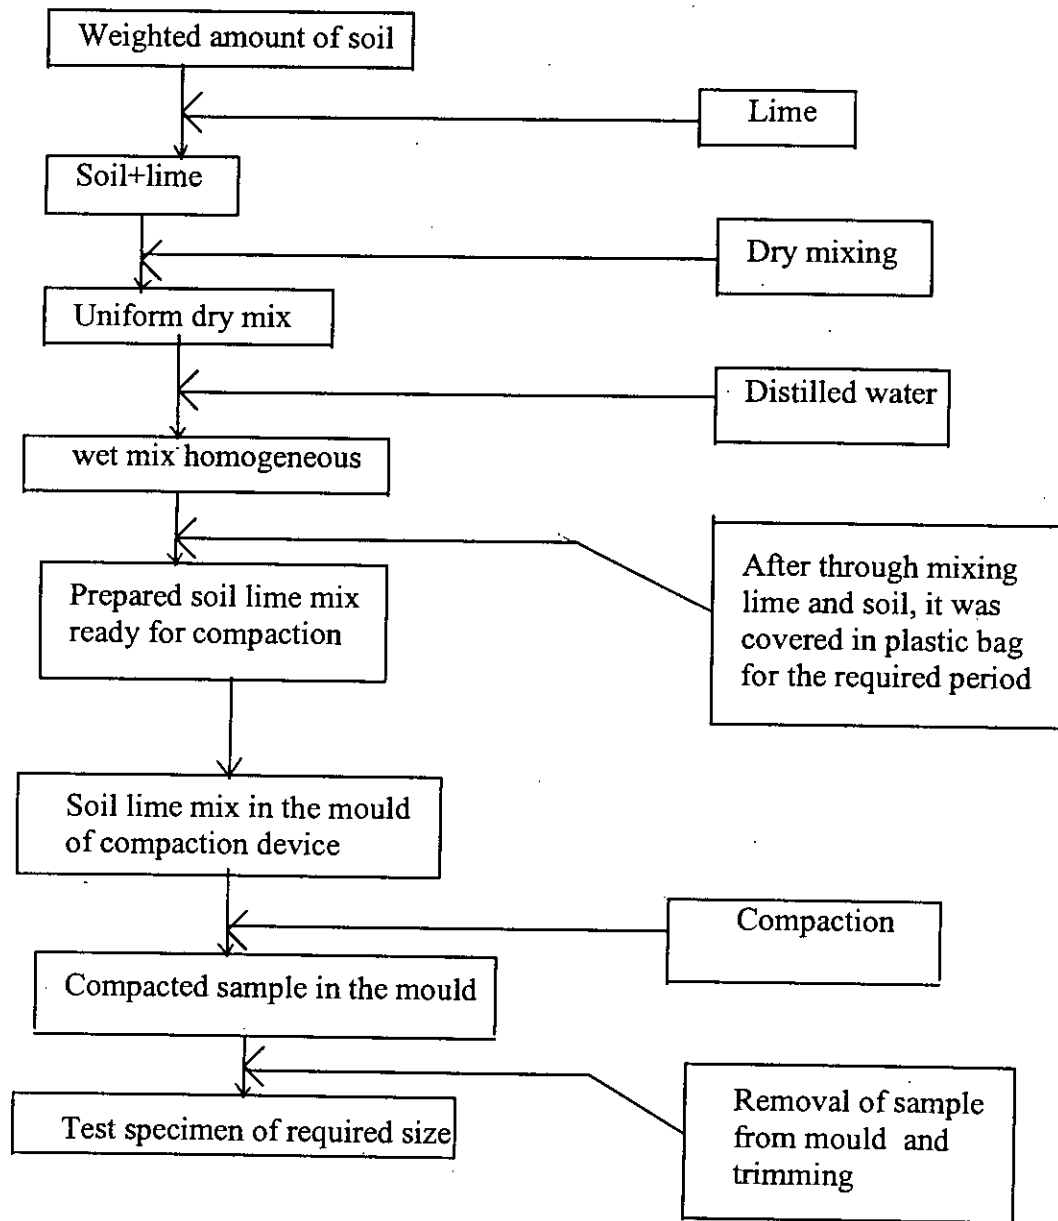 Weighted amount of soil
Lime
Soil+lime
Dry mixing
Uniform dry mix
Distilled water
wet mix homogeneous
After through mixing
lime and soil, it was
covered in plastic bag
for the required period
Prepared soil lime mix
ready for compaction
Soil lime mix in the mould
of compaction device
Compaction
Compacted sample in the mould
Removal of sample
from mould and
trimming
Test specimen of required size